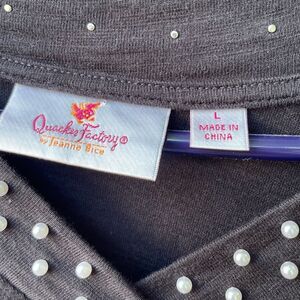 Quacker Factory®
by Jeanne Bice
L
MADE IN
CHINA